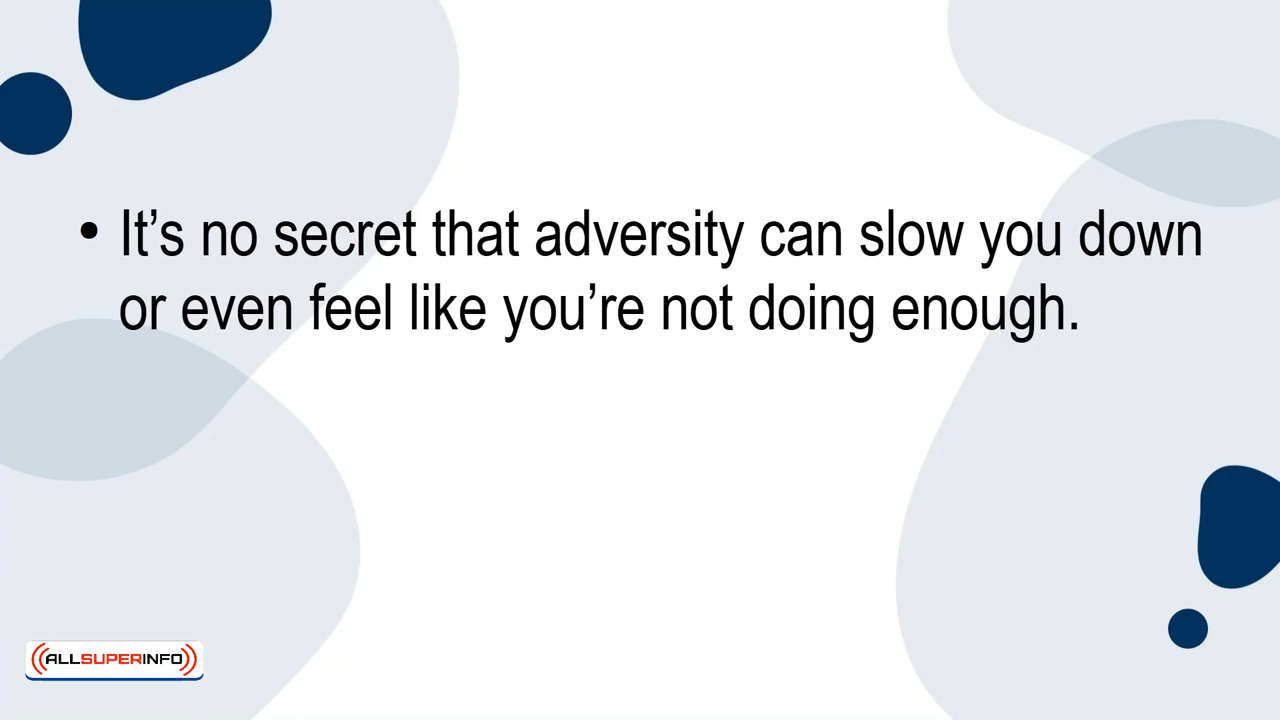 • It’s no secret that adversity can slow you down
or even feel like you’re not doing enough.
ALLSUPERINFO